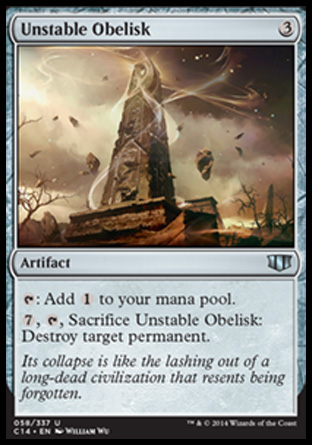 Unstable Obelisk 3
Artifact
: Add 1 to your mana pool.
7, , Sacrifice Unstable Obelisk:
Destroy target permanent.
Its collapse is like the lashing out of a
long-dead civilization that resents being
forgotten.
058/337 U
C14 • EN WILLIAM WU
™ & © 2014 Wizards of the Coast